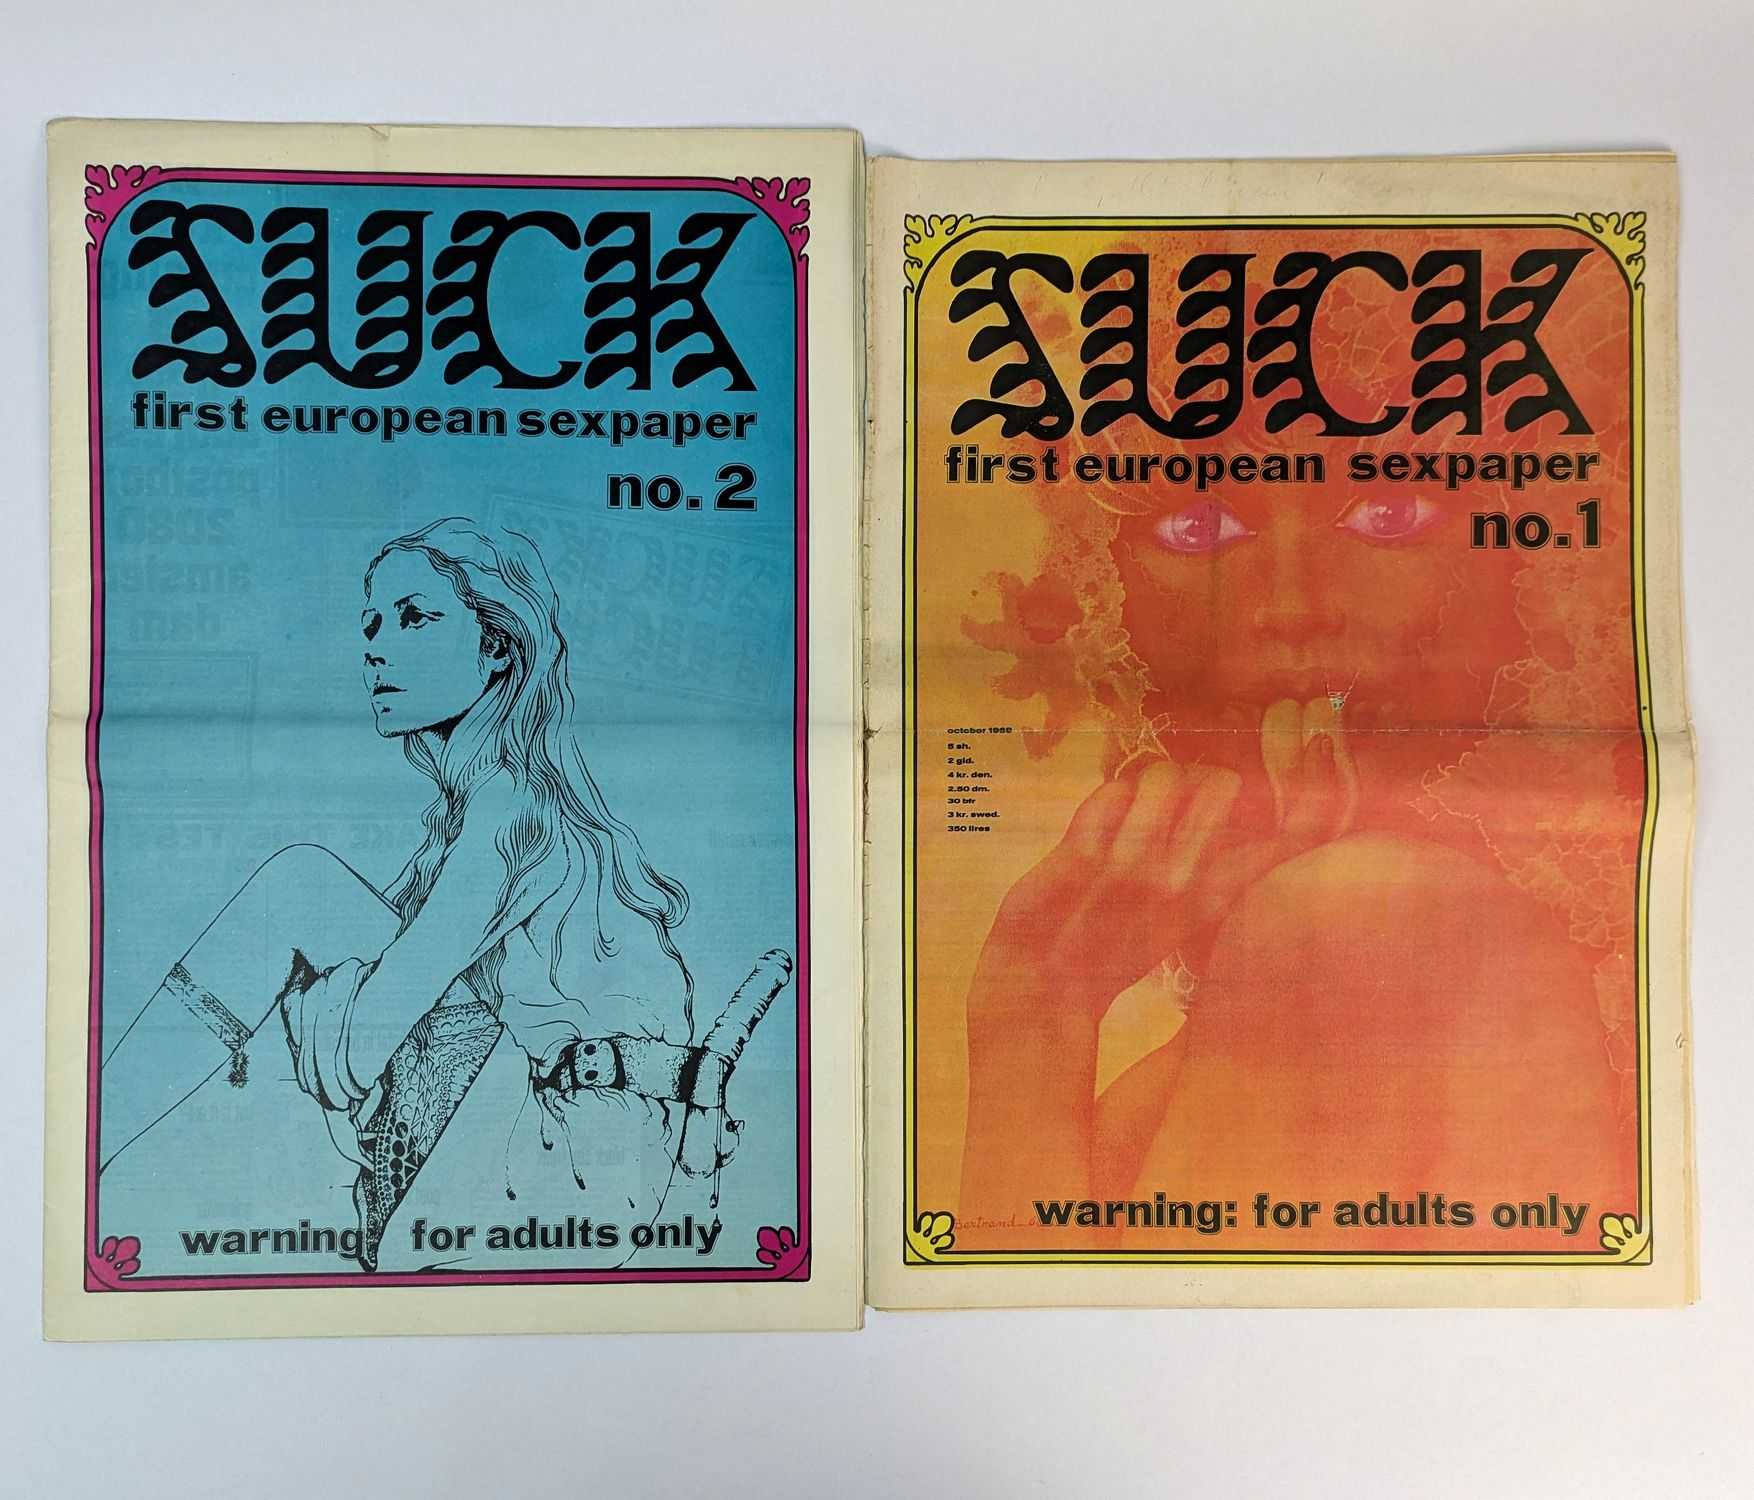 SUCK
first european sexpaper
no. 2
warning for adults only
SUCK
first european sexpaper
no. 1
october 1969
5 sh.
2 gld.
4 kr. den.
2.50 dm.
30 bfr
3 kr. swed.
350 lires
Bertrand
warning: for adults only